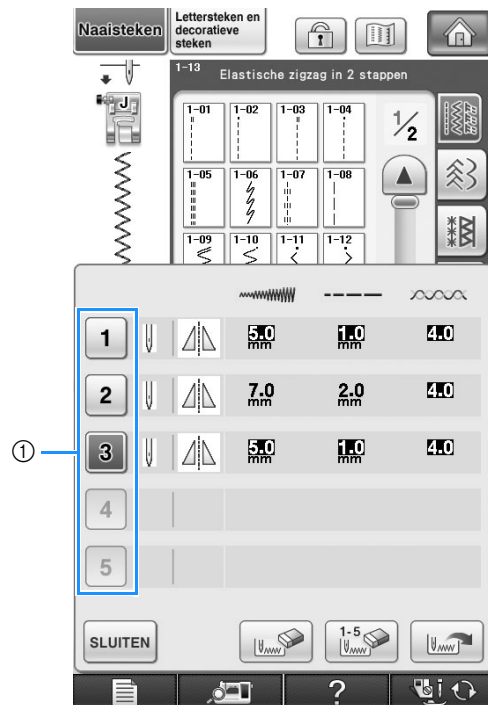 Naaisteken
Lettersteken en
decoratieve
steken
1-13
Elastische zigzag in 2 stappen
J
1-01 1-02 1-03 1-04
1/2
1-05 1-06 1-07 1-08
1-09 1-10 1-11 1-12
1 5.0 mm 1.0 mm 4.0
2 7.0 mm 2.0 mm 4.0
① 3 5.0 mm 1.0 mm 4.0
4
5
SLUITEN
1-5
?